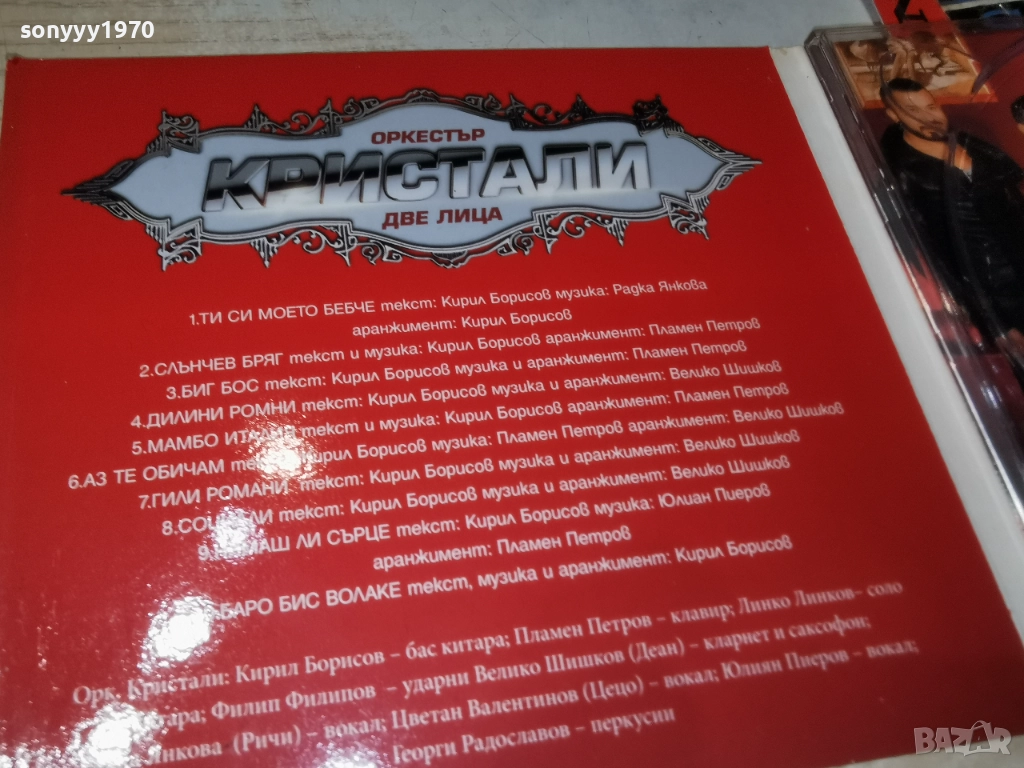 sonyyy1970
ОРКЕСТЪР
КРИСТАЛИ
ДВЕ ЛИЦА
1.ТИ СИ МОЕТО БЕБЧЕ текст: Кирил Борисов музика: Радка Янкова
аранжимент: Кирил Борисов
2.СЛЪНЧЕВ БРЯГ текст и музика: Кирил Борисов аранжимент: Пламен Петров
3.БИГ БОС текст: Кирил Борисов музика и аранжимент: Пламен Петров
4.ДИЛИНИ РОМНИ текст: Кирил Борисов музика и аранжимент: Велико Шишков
5.МАМБО текст и музика: Кирил Борисов аранжимент: Пламен Петров
6.АЗ ТЕ ОБИЧАМ Кирил Борисов музика: Пламен Петров аранжимент: Велико Шишков
7.ГИЛИ РОМАНИ текст: Кирил Борисов музика и аранжимент: Велико Шишков
8. текст: Кирил Борисов музика и аранжимент: Велико Шишков
ЛИ СЪРЦЕ текст: Кирил Борисов музика: Юлиан Пиеров
аранжимент: Пламен Петров
БАРО БИС ВОЛАКЕ текст, музика и аранжимент: Кирил Борисов
Орк. Кристали: Кирил Борисов – бас китара; Пламен Петров – клавир; Линко Линков– соло
Филип Филипов – ударни Велико Шишков (Деан) – кларнет и саксофон;
(Ричи) – вокал; Цветан Валентинов (Цецо) – вокал; Юлиян Пиеров – вокал;
Георги Радославов – перкусии
BAZAR